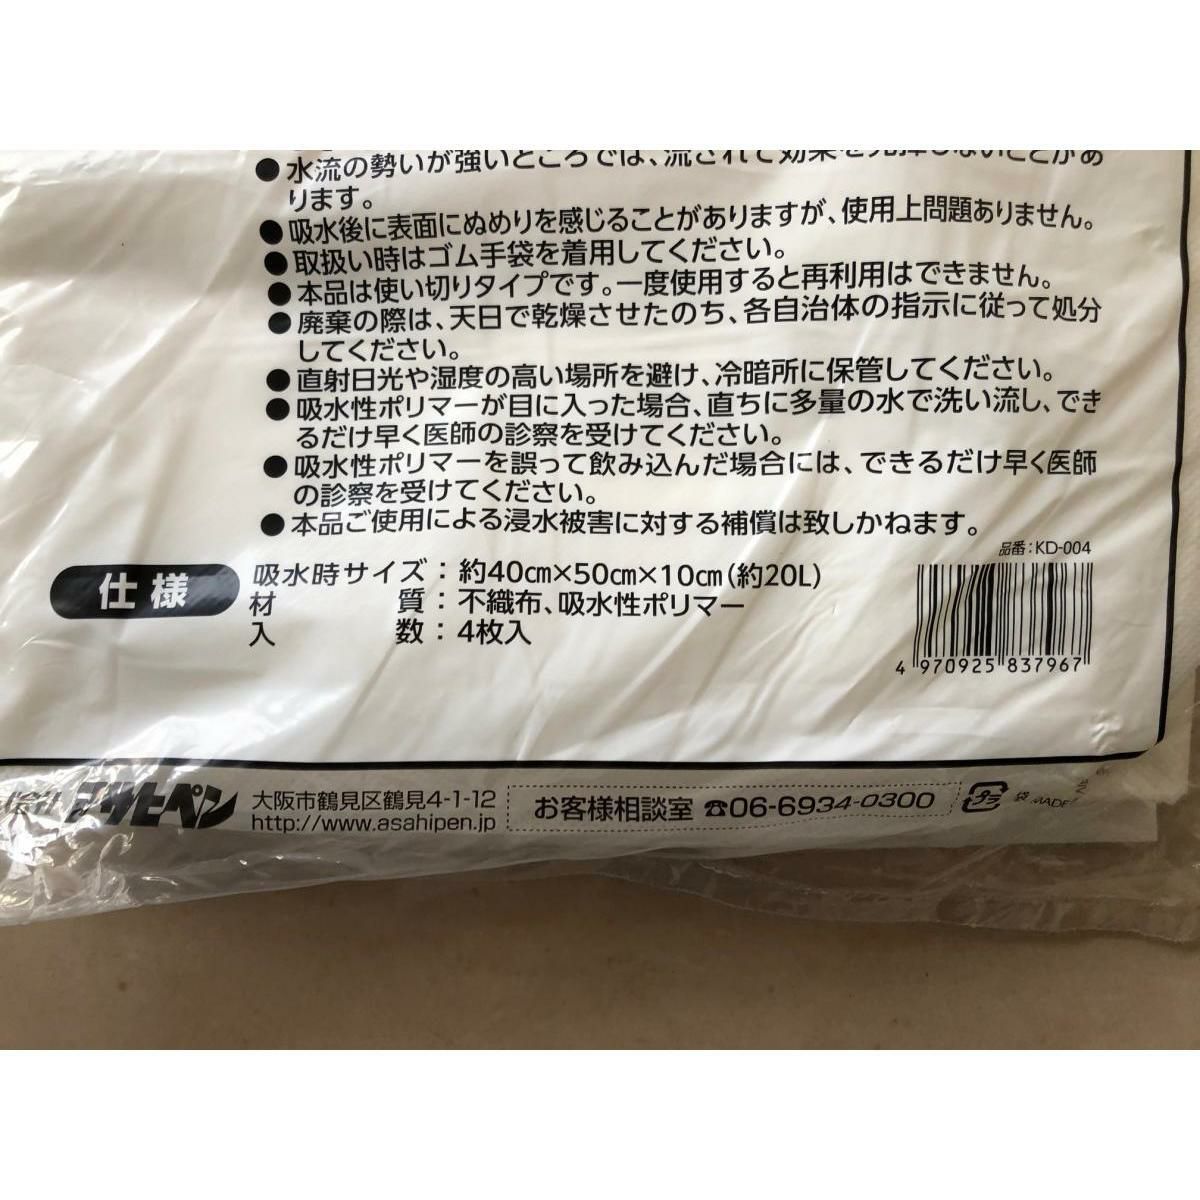 ●水流の勢いが強いところでは、流されて効果を発揮しないことがあ
ります。
●吸水後に表面にぬめりを感じることがありますが、使用上問題ありません。
●取扱い時はゴム手袋を着用してください。
●本品は使い切りタイプです。一度使用すると再利用はできません。
●廃棄の際は、天日で乾燥させたのち、各自治体の指示に従って処分
してください。
●直射日光や湿度の高い場所を避け、冷暗所に保管してください。
●吸水性ポリマーが目に入った場合、直ちに多量の水で洗い流し、でき
るだけ早く医師の診察を受けてください。
●吸水性ポリマーを誤って飲み込んだ場合には、できるだけ早く医師
の診察を受けてください。
●本品ご使用による浸水被害に対する補償は致しかねます。
品番：KD-004
仕様
吸水時サイズ：約40㎝×50㎝×10㎝(約20L)
材質：不織布、吸水性ポリマー
入数：4枚入
4 970925 837967
アサヒペン
大阪市鶴見区鶴見4-1-12
http://www.asahipen.jp
お客様相談室 ☎06-6934-0300
プラ
袋
MADE